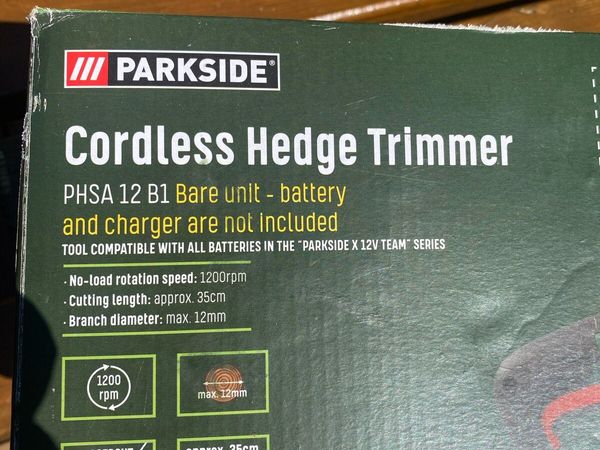 PARKSIDE®
Cordless Hedge Trimmer
PHSA 12 B1 Bare unit - battery
and charger are not included
TOOL COMPATIBLE WITH ALL BATTERIES IN THE "PARKSIDE X 12V TEAM" SERIES
· No-load rotation speed: 1200rpm
· Cutting length: approx. 35cm
· Branch diameter: max. 12mm
1200
rpm
max. 12mm
approx. 35cm